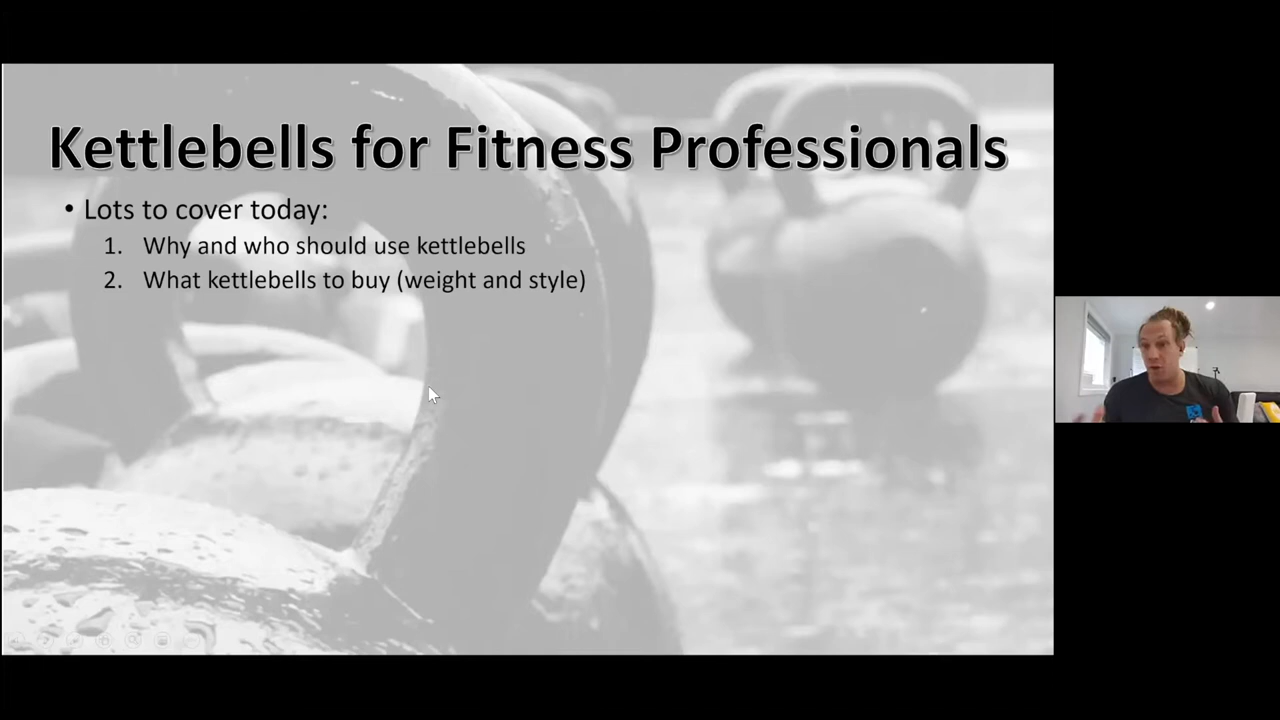 Kettlebells for Fitness Professionals
• Lots to cover today:
1. Why and who should use kettlebells
2. What kettlebells to buy (weight and style)